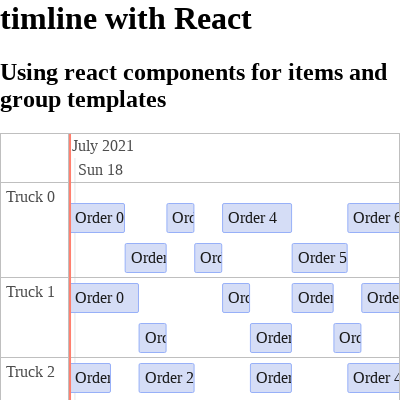 timline with React
Using react components for items and
group templates
July 2021
Sun 18
Truck 0
Order 0
Orc
Order 4
Order 6
Order
Orc
Order 5
Truck 1
Order 0
Orc
Order
Orde
Orc
Order
Orc
Truck 2
Order
Order 2
Order
Order 4